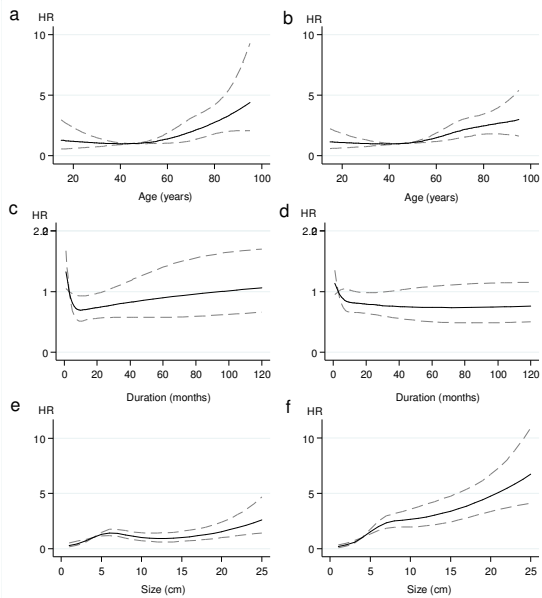 a HR b HR
10 10
5 5
0 0
20 40 60 80 100 20 40 60 80 100
Age (years) Age (years)
c HR d HR
1 1
0 0
0 20 40 60 80 100 120 0 20 40 60 80 100 120
Duration (months) Duration (months)
e HR f HR
10 10
5 5
0 0
0 5 10 15 20 25 0 5 10 15 20 25
Size (cm) Size (cm)